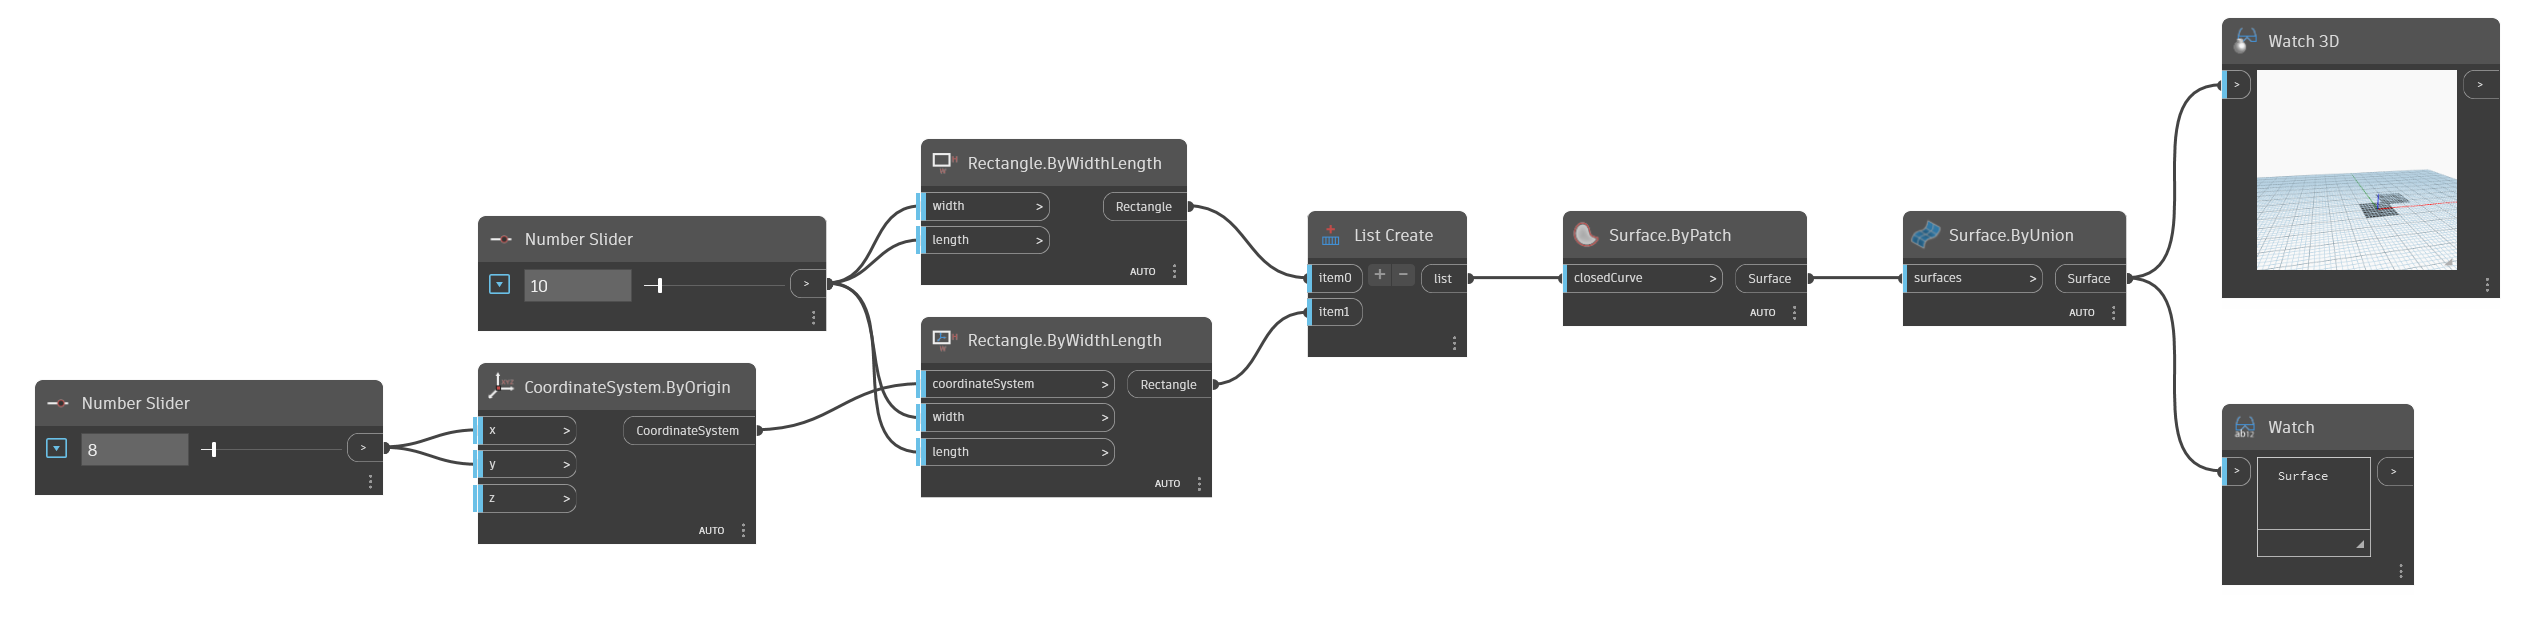 Number Slider
8
>
CoordinateSystem.ByOrigin
x >
y >
z >
CoordinateSystem
AUTO
Number Slider
10
>
Rectangle.ByWidthLength
width >
length >
Rectangle
AUTO
Rectangle.ByWidthLength
coordinateSystem >
width >
length >
Rectangle
AUTO
List Create
item0 + - list
item1
Surface.ByPatch
closedCurve > Surface
AUTO
Surface.ByUnion
surfaces > Surface
AUTO
Watch 3D
> >
Watch
> Surface >